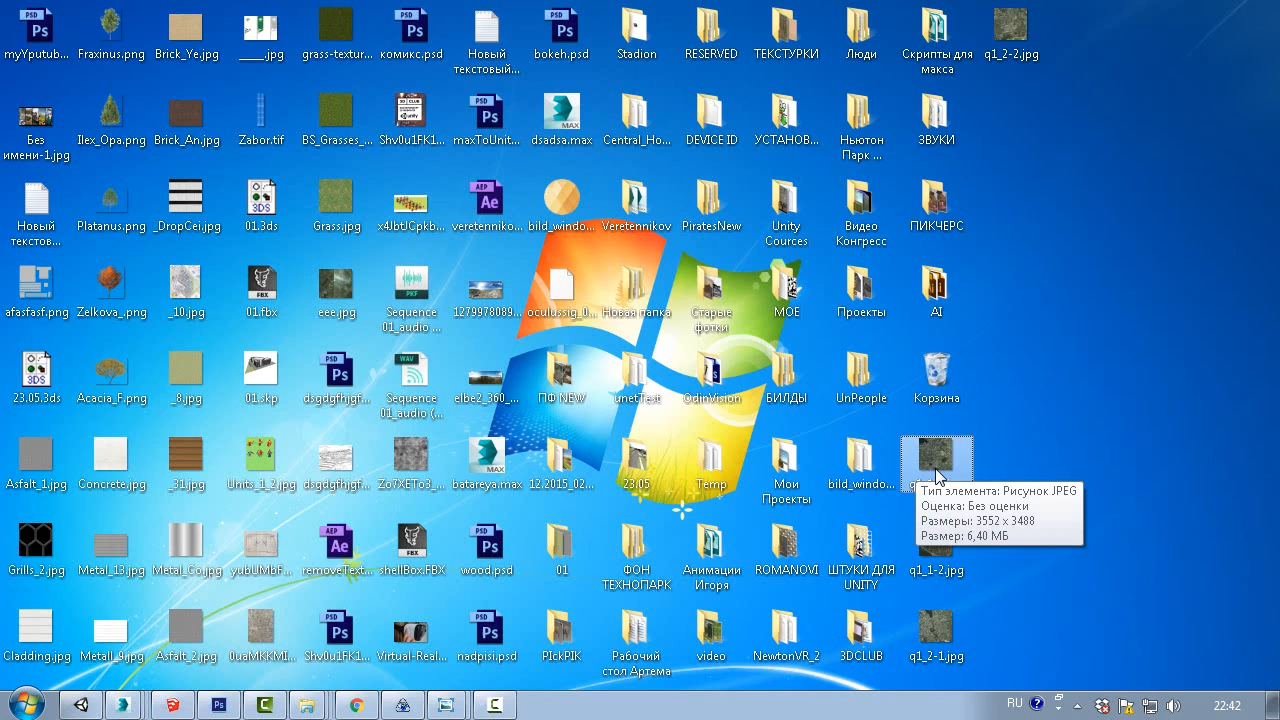 myYputub...
Fraxinus.png
Brick_Ye.jpg
_____.jpg
grass-textur...
комикс.psd
Новый
текстовый...
bokeh.psd
Stadion
RESERVED
ТЕКСТУРКИ
Люди
Скрипты для
макса
q1_2-2.jpg
Без
имени-1.jpg
Ilex_Opa.png
Brick_An.jpg
Zabor.tif
BS_Grasses_...
Shv0u1FK1...
maxToUnit...
dsadsa.max
Central_Ho...
DEVICE ID
УСТАНОВ...
Ньютон
Парк ...
ЗВУКИ
Новый
текстов...
Platanus.png
_DropCei.jpg
01.3ds
Grass.jpg
x4JbtJCpkb...
veretenniko...
bild_windo...
Veretennikov
PiratesNew
Unity
Cources
Видео
Конгресс
ПИКЧЕРС
afasfasf.png
Zelkova_.png
_10.jpg
01.fbx
eee.jpg
Sequence
01_audio ...
1279978089...
oculussig_0...
Новая папка
Старые
фотки
МОЕ
Проекты
AI
23.05.3ds
Acacia_F.png
_8.jpg
01.skp
dsgdgfhjgf...
Sequence
01_audio (...
elbe2_360_...
ПФ NEW
unetTest
OdinVision
БИЛДЫ
UnPeople
Корзина
Asfalt_1.jpg
Concrete.jpg
_31.jpg
Units_1_2.jpg
dsgdgfhjgf...
Zo7XETo3_...
batareya.max
12.2015_02...
23.05
Temp
Мои
Проекты
bild_windo...
Тип элемента: Рисунок JPEG
Оценка: Без оценки
Размеры: 3552 x 3488
Размер: 6,40 МБ
Grills_2.jpg
Metal_13.jpg
Metal_Co.jpg
yubUMbF...
removeText...
shellBox.FBX
wood.psd
01
ФОН
ТЕХНОПАРК
Анимации
Игоря
ROMANOVI
ШТУКИ ДЛЯ
UNITY
q1_1-2.jpg
Cladding.jpg
Metall_9.jpg
Asfalt_2.jpg
0uaMKKMI...
Shv0u1FK1...
Virtual-Real...
nadpisi.psd
PIckPIK
Рабочий
стол Артема
video
NewtonVR_2
3DCLUB
q1_2-1.jpg
RU
22:42